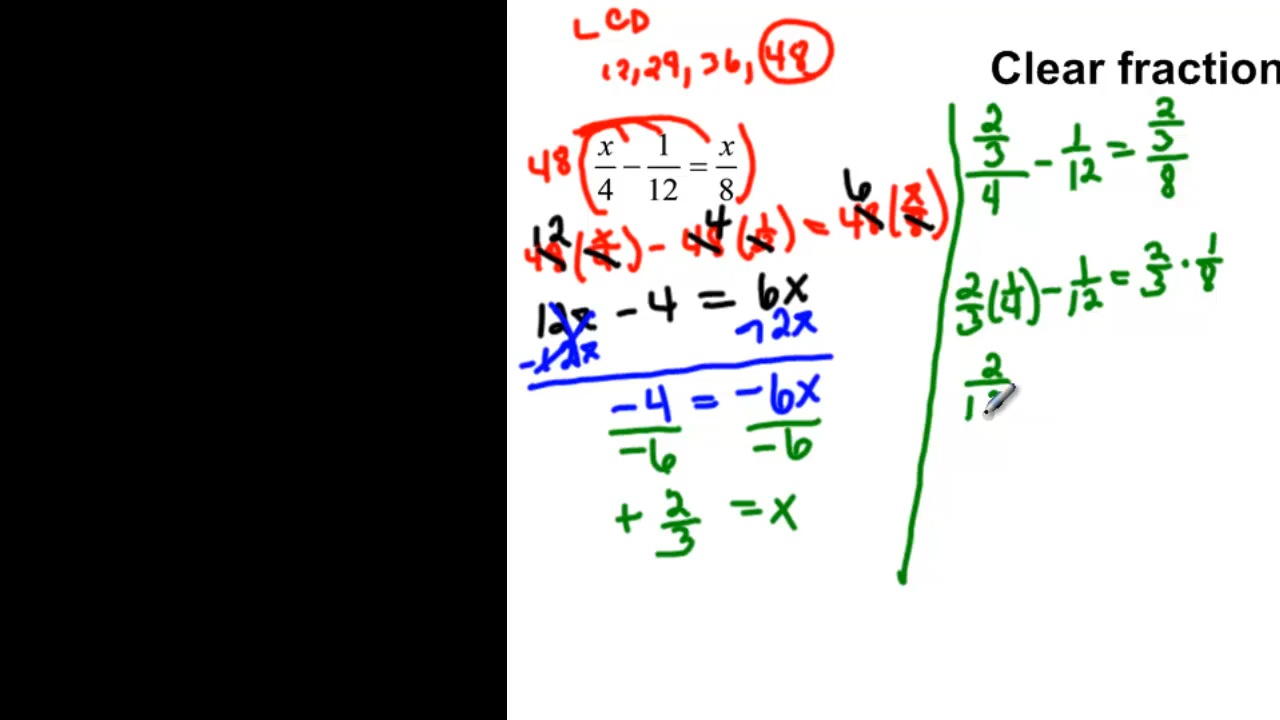 LCD
12, 24, 36, 48
Clear fraction
48 ( x/4 − 1/12 = x/8 )
12 4 6
48 (x/4) − 48 (1/12) = 48 (x/8)
12x − 4 = 6x
−12x −12x
−4 = −6x
−6 −6
+ 2/3 = x
2/3 / 4 − 1/12 = 2/3 / 8
2/3 (1/4) − 1/12 = 2/3 · 1/8
2/12